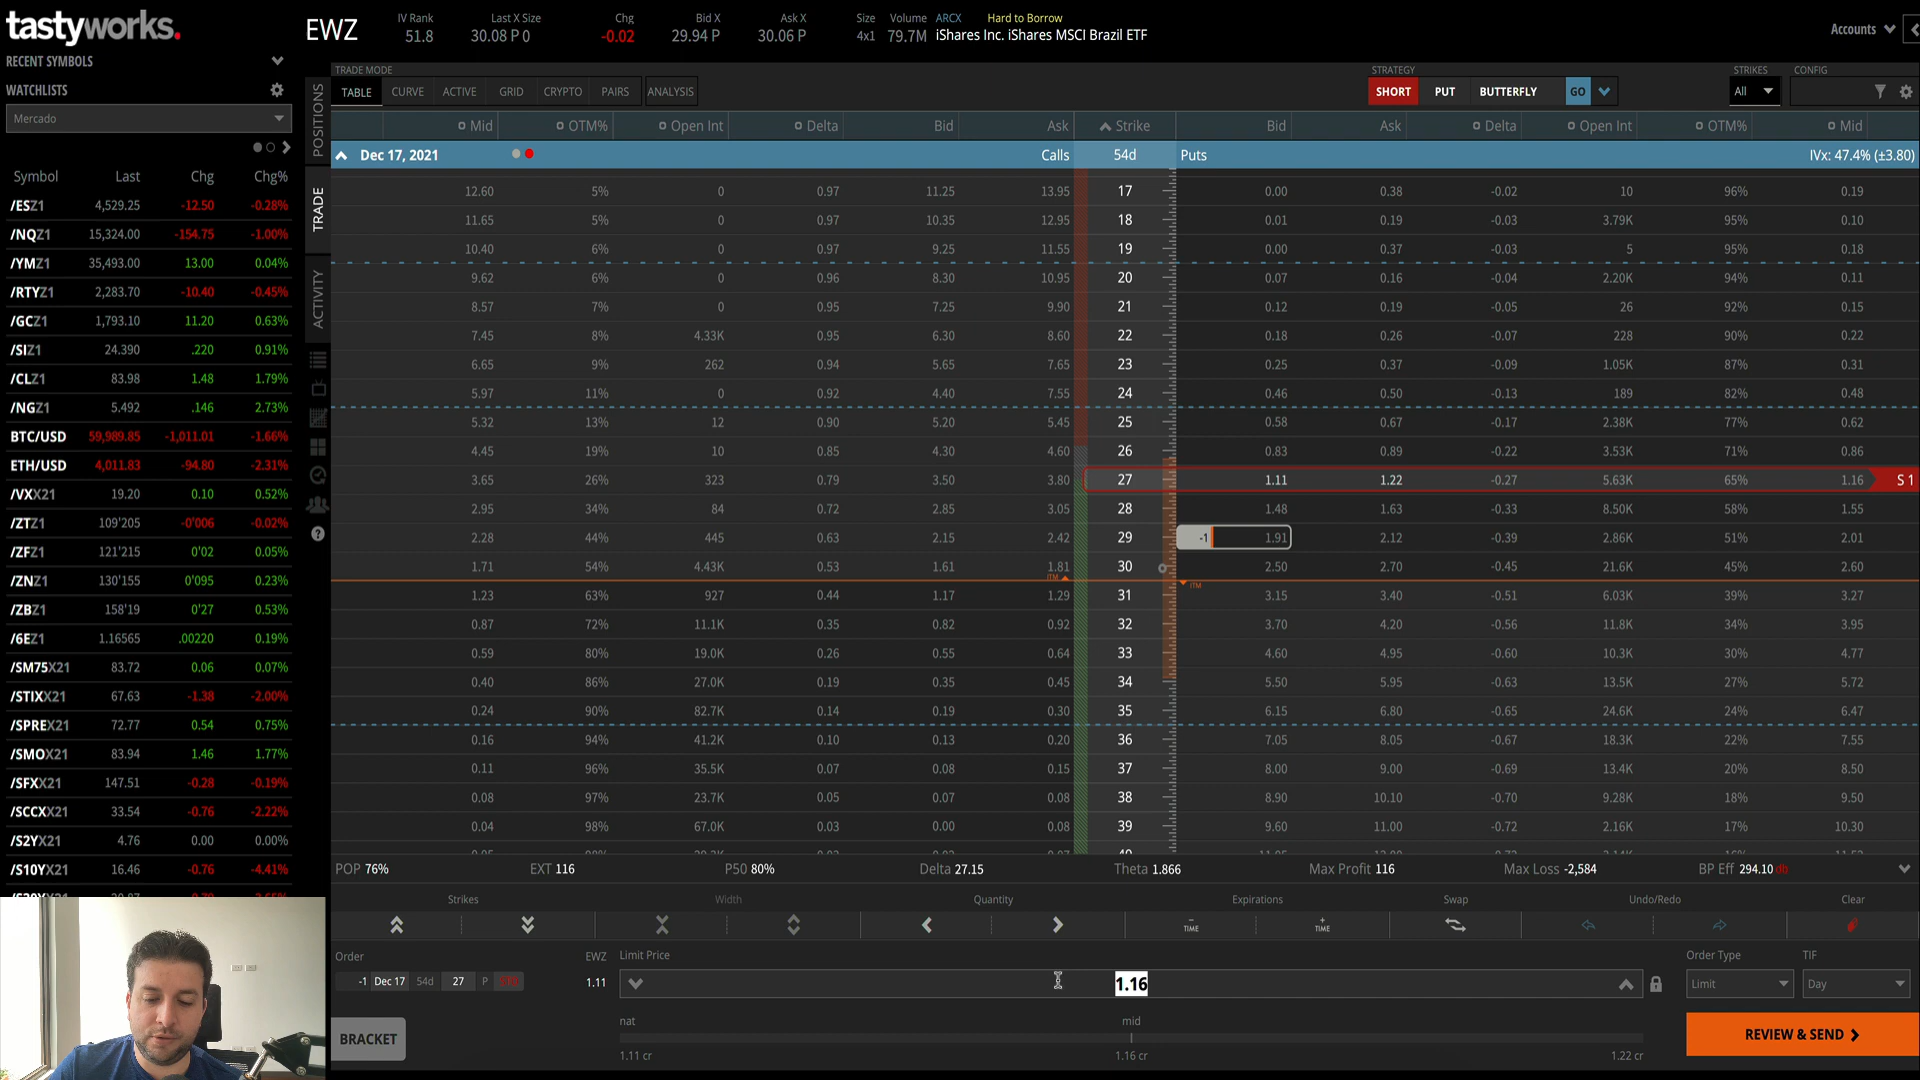 tastyworks.
RECENT SYMBOLS
WATCHLISTS
Mercado
Symbol Last Chg Chg%
/ESZ1 4,529.25 -12.50 -0.28%
/NQZ1 15,324.00 -154.75 -1.00%
/YMZ1 35,493.00 13.00 0.04%
/RTYZ1 2,283.70 -10.40 -0.45%
/GCZ1 1,793.10 11.20 0.63%
/SIZ1 24.390 .220 0.91%
/CLZ1 83.98 1.48 1.79%
/NGZ1 5.492 .146 2.73%
BTC/USD 59,989.85 -1,011.01 -1.66%
ETH/USD 4,011.83 -94.80 -2.31%
/VXX21 19.20 0.10 0.52%
/ZTZ1 109'205 -0'006 -0.02%
/ZFZ1 121'215 0'02 0.05%
/ZNZ1 130'155 0'095 0.23%
/ZBZ1 158'19 0'27 0.53%
/6EZ1 1.16565 .00220 0.19%
/SM75X21 83.72 0.06 0.07%
/STIXX21 67.63 -1.38 -2.00%
/SPREX21 72.77 0.54 0.75%
/SMOX21 83.94 1.46 1.77%
/SFXX21 147.51 -0.28 -0.19%
/SCCXX21 33.54 -0.76 -2.22%
/S2YX21 4.76 0.00 0.00%
/S10YX21 16.46 -0.76 -4.41%
POSITIONS
TRADE
ACTIVITY
EWZ
IV Rank Last X Size Chg Bid X Ask X Size Volume ARCX Hard to Borrow
51.8 30.08 P 0 -0.02 29.94 P 30.06 P 4x1 79.7M iShares Inc. iShares MSCI Brazil ETF
Accounts
TRADE MODE
TABLE CURVE ACTIVE GRID CRYPTO PAIRS ANALYSIS
STRATEGY
SHORT PUT BUTTERFLY GO
STRIKES
All
CONFIG
Mid OTM% Open Int Delta Bid Ask Strike Bid Ask Delta Open Int OTM% Mid
Dec 17, 2021 Calls 54d Puts IVx: 47.4% (±3.80)
12.60 5% 0 0.97 11.25 13.95 17 0.00 0.38 -0.02 10 96% 0.19
11.65 5% 0 0.97 10.35 12.95 18 0.01 0.19 -0.03 3.79K 95% 0.10
10.40 6% 0 0.97 9.25 11.55 19 0.00 0.37 -0.03 5 95% 0.18
9.62 6% 0 0.96 8.30 10.95 20 0.07 0.16 -0.04 2.20K 94% 0.11
8.57 7% 0 0.95 7.25 9.90 21 0.12 0.19 -0.05 26 92% 0.15
7.45 8% 4.33K 0.95 6.30 8.60 22 0.18 0.26 -0.07 228 90% 0.22
6.65 9% 262 0.94 5.65 7.65 23 0.25 0.37 -0.09 1.05K 87% 0.31
5.97 11% 0 0.92 4.40 7.55 24 0.46 0.50 -0.13 189 82% 0.48
5.32 13% 12 0.90 5.20 5.45 25 0.58 0.67 -0.17 2.38K 77% 0.62
4.45 19% 10 0.85 4.30 4.60 26 0.83 0.89 -0.22 3.53K 71% 0.86
3.65 26% 323 0.79 3.50 3.80 27 1.11 1.22 -0.27 5.63K 65% 1.16 S 1
2.95 34% 84 0.72 2.85 3.05 28 1.48 1.63 -0.33 8.50K 58% 1.55
2.28 44% 445 0.63 2.15 2.42 29 -1 1.91 2.12 -0.39 2.86K 51% 2.01
1.71 54% 4.43K 0.53 1.61 1.81 30 2.50 2.70 -0.45 21.6K 45% 2.60
ITM ITM
1.23 63% 927 0.44 1.17 1.29 31 3.15 3.40 -0.51 6.03K 39% 3.27
0.87 72% 11.1K 0.35 0.82 0.92 32 3.70 4.20 -0.56 11.8K 34% 3.95
0.59 80% 19.0K 0.26 0.55 0.64 33 4.60 4.95 -0.60 10.3K 30% 4.77
0.40 86% 27.0K 0.19 0.35 0.45 34 5.50 5.95 -0.63 13.5K 27% 5.72
0.24 90% 82.7K 0.14 0.19 0.30 35 6.15 6.80 -0.65 24.6K 24% 6.47
0.16 94% 41.2K 0.10 0.13 0.20 36 7.05 8.05 -0.67 18.3K 22% 7.55
0.11 96% 35.5K 0.07 0.08 0.15 37 8.00 9.00 -0.69 13.4K 20% 8.50
0.08 97% 23.7K 0.05 0.07 0.08 38 8.90 10.10 -0.70 9.28K 18% 9.50
0.04 98% 67.0K 0.03 0.00 0.08 39 9.60 11.00 -0.72 2.16K 17% 10.30
POP 76% EXT 116 P50 80% Delta 27.15 Theta 1.866 Max Profit 116 Max Loss -2,584 BP Eff 294.10 db
Strikes Width Quantity Expirations Swap Undo/Redo Clear
TIME TIME
Order EWZ Limit Price Order Type TIF
-1 Dec 17 54d 27 P 1.11 1.16 Limit Day
BRACKET
nat mid
1.11 cr 1.16 cr 1.22 cr
REVIEW & SEND